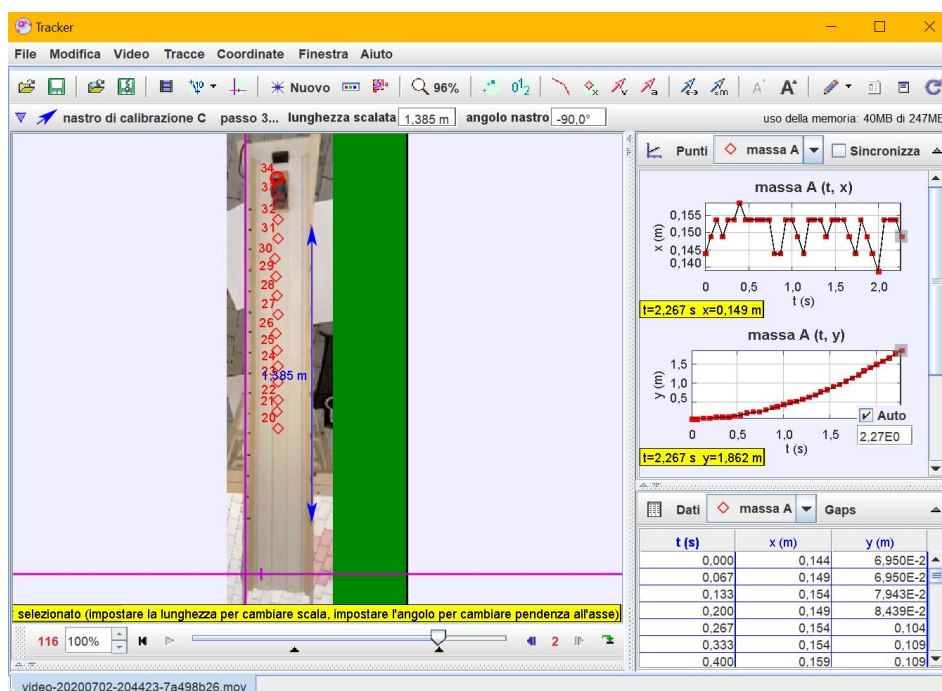 Tracker
File Modifica Video Tracce Coordinate Finestra Aiuto
Nuovo 96%
nastro di calibrazione C passo 3... lunghezza scalata 1,385 m angolo nastro -90,0° uso della memoria: 40MB di 247MB
34
33
32
31
30
29
28
27
26
25
24
23
1,385 m
22
21
20
Punti massa A Sincronizza
massa A (t, x)
0,155
0,150
0,145
0,140
x (m)
0 0,5 1,0 1,5 2,0
t (s)
t=2,267 s x=0,149 m
massa A (t, y)
1,5
1,0
0,5
y (m)
0 0,5 1,0 1,5
t (s)
Auto
2,27E0
t=2,267 s y=1,862 m
Dati massa A Gaps
t (s) x (m) y (m)
0,000 0,144 6,950E-2
0,067 0,149 6,950E-2
0,133 0,154 7,943E-2
0,200 0,149 8,439E-2
0,267 0,154 0,104
0,333 0,154 0,109
0,400 0,159 0,109
selezionato (impostare la lunghezza per cambiare scala, impostare l'angolo per cambiare pendenza all'asse)
116 100% 2
video-20200702-204423-7a498b26.mov